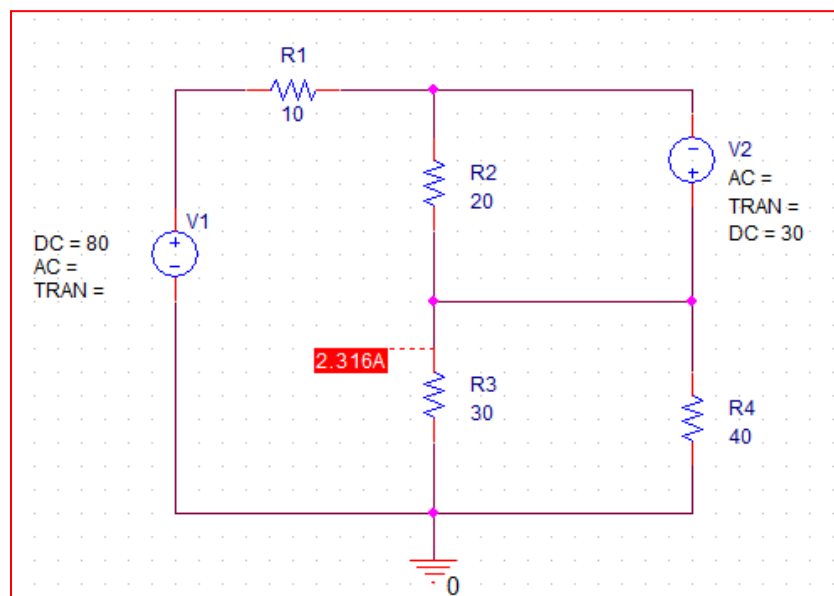 R1
10
V1
DC = 80
AC =
TRAN =
R2
20
V2
AC =
TRAN =
DC = 30
2.316A
R3
30
R4
40
0